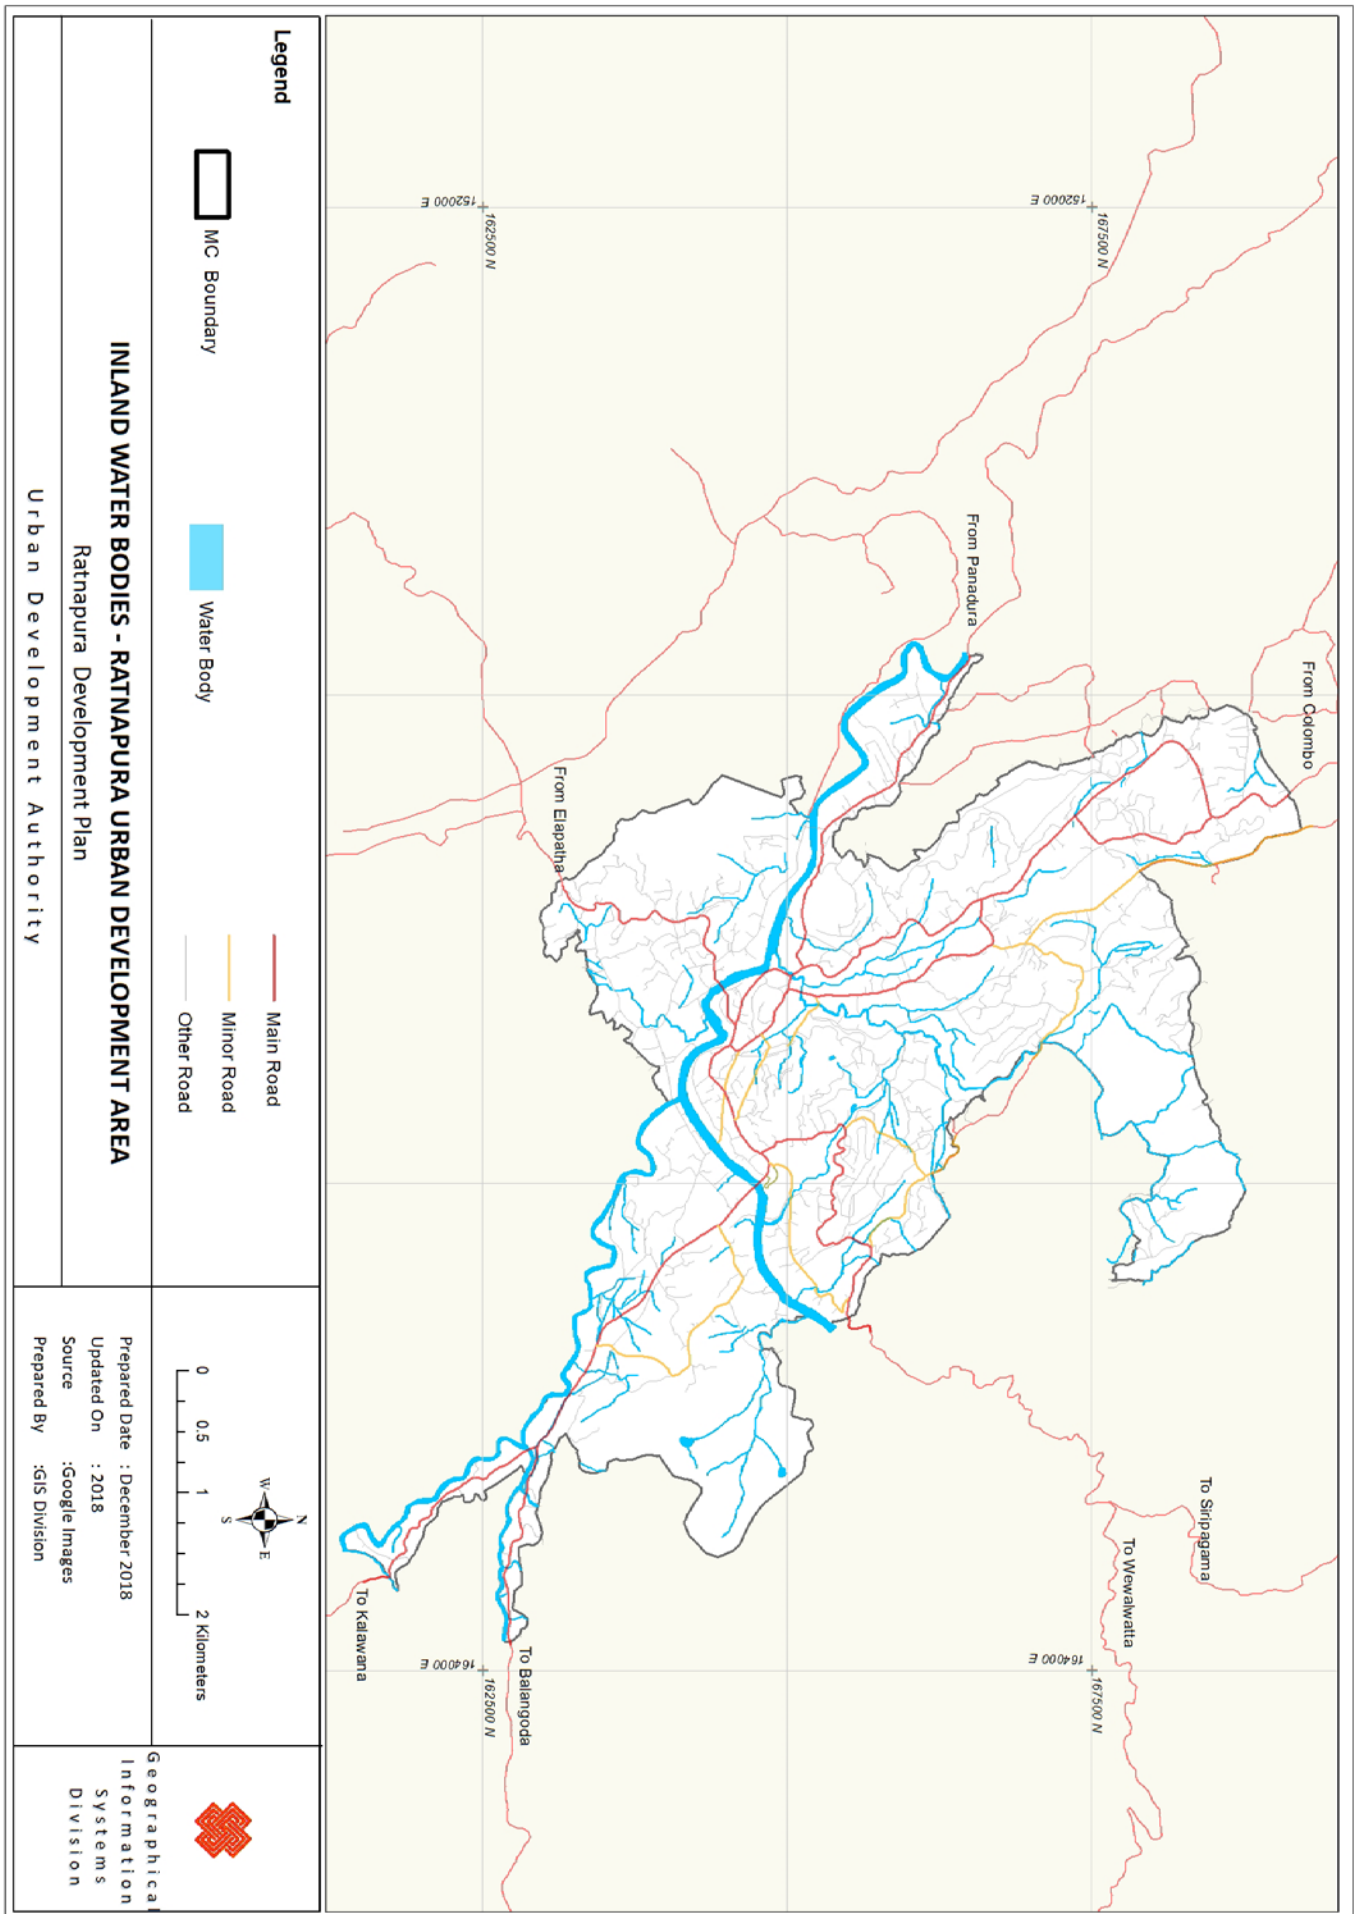 From Colombo
167500 N
167500 N
152000 E
164000 E
To Siripagama
To Wewalwatta
From Panadura
From Elapatha
162500 N
162500 N
152000 E
164000 E
To Balangoda
To Kalawana
Legend
MC Boundary
Water Body
Main Road
Minor Road
Other Road
INLAND WATER BODIES - RATNAPURA URBAN DEVELOPMENT AREA
Ratnapura Development Plan
Urban Development Authority
N
W
E
S
0 0.5 1 2 Kilometers
Prepared Date : December 2018
Updated On : 2018
Source :Google Images
Prepared By :GIS Division
Geographical
Information
Systems
Division